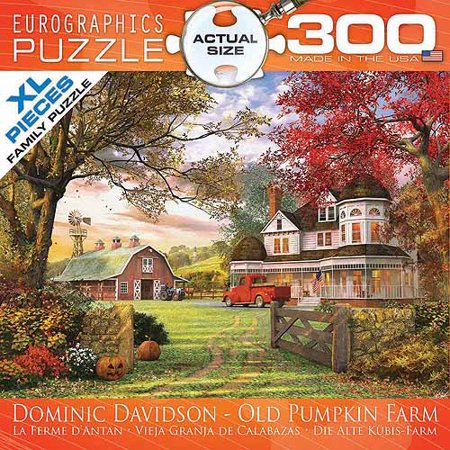 EUROGRAPHICS
PUZZLE
ACTUAL
SIZE
300
MADE IN THE USA
XL
PIECES
FAMILY PUZZLE
DOMINIC DAVIDSON - OLD PUMPKIN FARM
LA FERME D'ANTAN · VIEJA GRANJA DE CALABAZAS · DIE ALTE KÜBIS-FARM